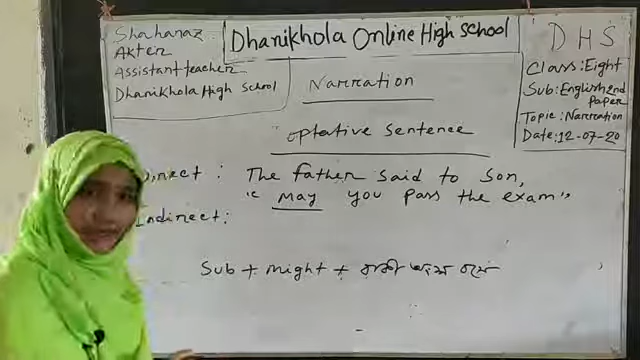 Shahanaz
Akter
Assistant teacher
Dhanikhola High School
Dhanikhola Online High School
DHS
Class: Eight
Sub: English 2nd
Paper
Topic: Narration
Date: 12-07-20
Narration
Optative Sentence
Direct: The father said to son,
"may you pass the exam"
Indirect:
Sub + might + বাকী অংশ বসে